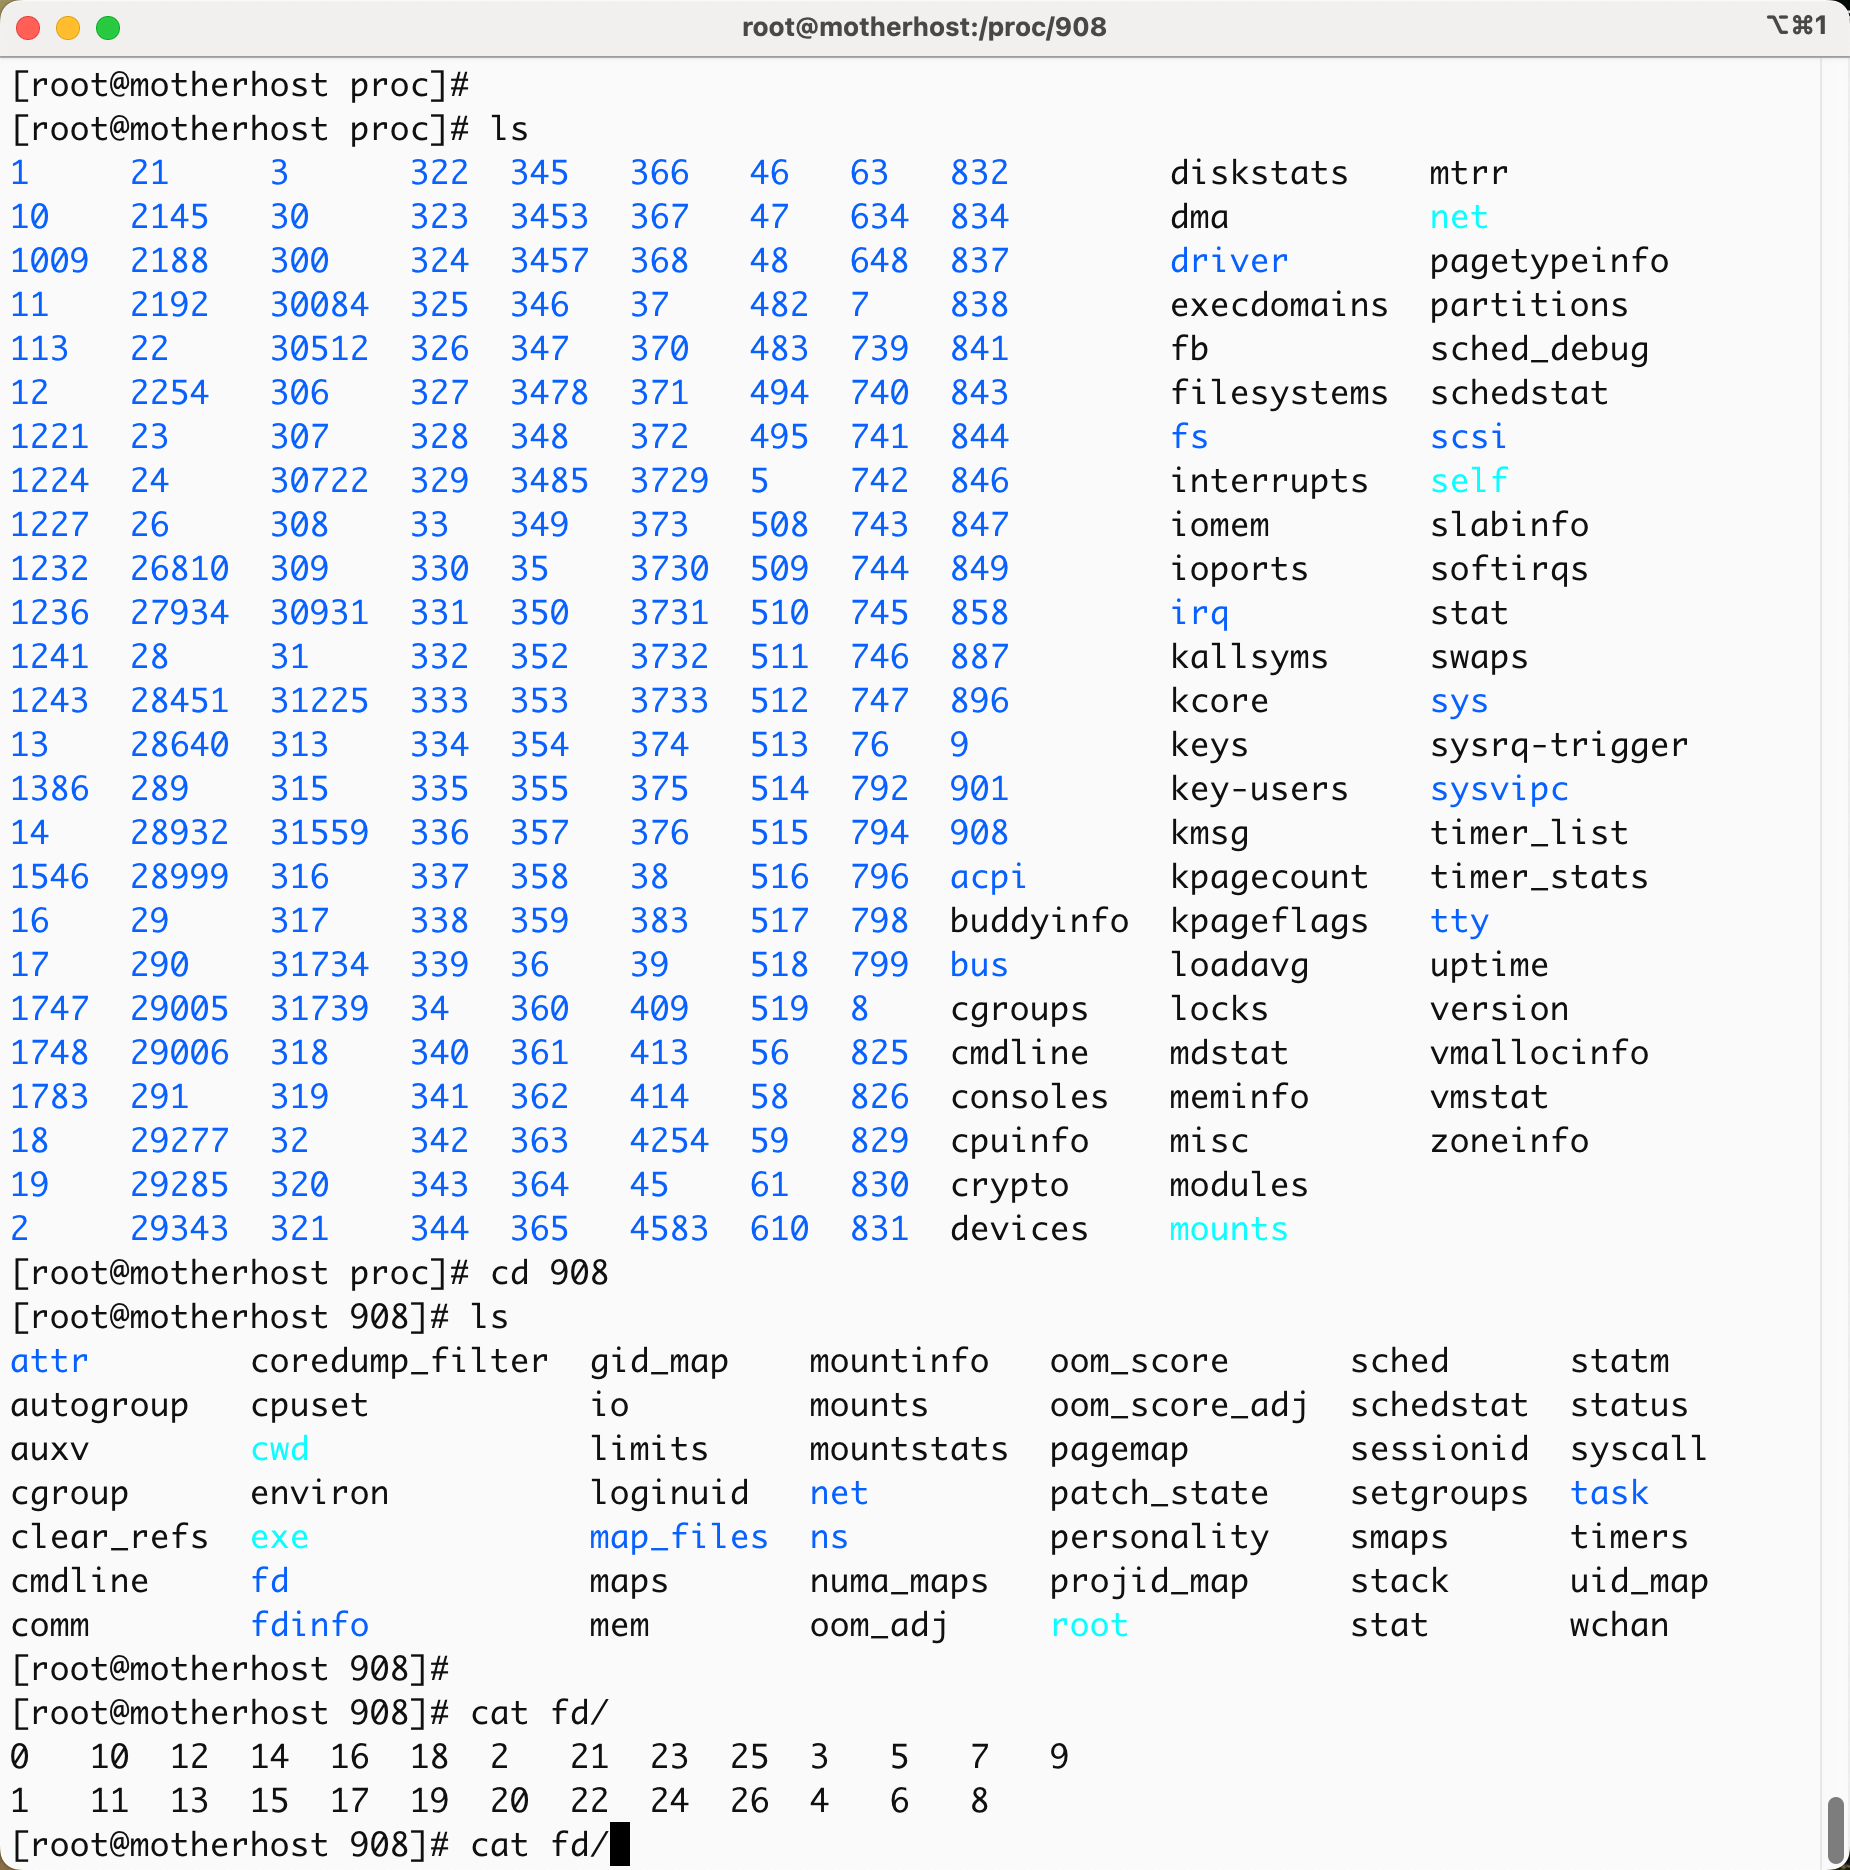 root@motherhost:/proc/908 ⌥⌘1
[root@motherhost proc]#
[root@motherhost proc]# ls
1 21 3 322 345 366 46 63 832 diskstats mtrr
10 2145 30 323 3453 367 47 634 834 dma net
1009 2188 300 324 3457 368 48 648 837 driver pagetypeinfo
11 2192 30084 325 346 37 482 7 838 execdomains partitions
113 22 30512 326 347 370 483 739 841 fb sched_debug
12 2254 306 327 3478 371 494 740 843 filesystems schedstat
1221 23 307 328 348 372 495 741 844 fs scsi
1224 24 30722 329 3485 3729 5 742 846 interrupts self
1227 26 308 33 349 373 508 743 847 iomem slabinfo
1232 26810 309 330 35 3730 509 744 849 ioports softirqs
1236 27934 30931 331 350 3731 510 745 858 irq stat
1241 28 31 332 352 3732 511 746 887 kallsyms swaps
1243 28451 31225 333 353 3733 512 747 896 kcore sys
13 28640 313 334 354 374 513 76 9 keys sysrq-trigger
1386 289 315 335 355 375 514 792 901 key-users sysvipc
14 28932 31559 336 357 376 515 794 908 kmsg timer_list
1546 28999 316 337 358 38 516 796 acpi kpagecount timer_stats
16 29 317 338 359 383 517 798 buddyinfo kpageflags tty
17 290 31734 339 36 39 518 799 bus loadavg uptime
1747 29005 31739 34 360 409 519 8 cgroups locks version
1748 29006 318 340 361 413 56 825 cmdline mdstat vmallocinfo
1783 291 319 341 362 414 58 826 consoles meminfo vmstat
18 29277 32 342 363 4254 59 829 cpuinfo misc zoneinfo
19 29285 320 343 364 45 61 830 crypto modules
2 29343 321 344 365 4583 610 831 devices mounts
[root@motherhost proc]# cd 908
[root@motherhost 908]# ls
attr coredump_filter gid_map mountinfo oom_score sched statm
autogroup cpuset io mounts oom_score_adj schedstat status
auxv cwd limits mountstats pagemap sessionid syscall
cgroup environ loginuid net patch_state setgroups task
clear_refs exe map_files ns personality smaps timers
cmdline fd maps numa_maps projid_map stack uid_map
comm fdinfo mem oom_adj root stat wchan
[root@motherhost 908]#
[root@motherhost 908]# cat fd/
0 10 12 14 16 18 2 21 23 25 3 5 7 9
1 11 13 15 17 19 20 22 24 26 4 6 8
[root@motherhost 908]# cat fd/